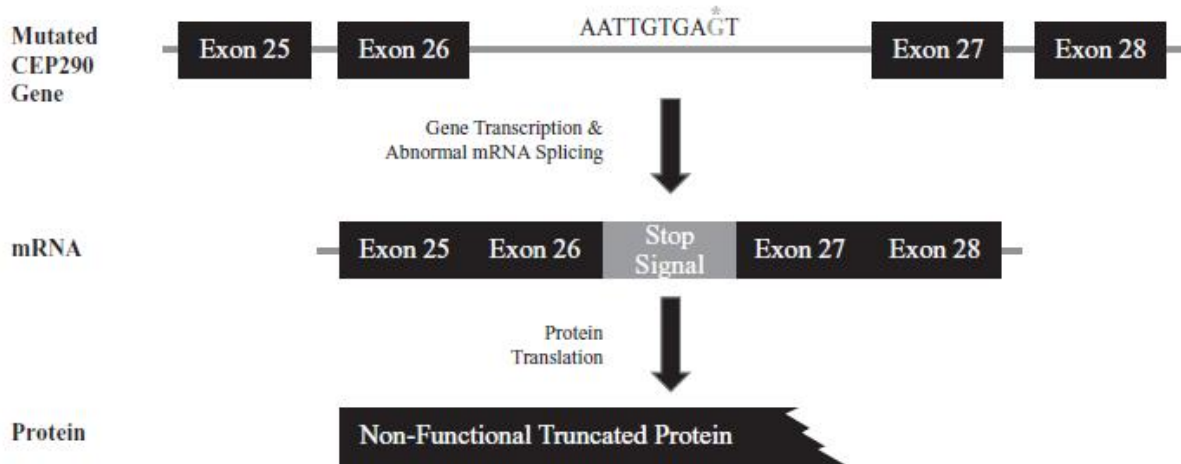 *
AATTGTGAGT
Mutated
CEP290
Gene
Exon 25
Exon 26
Exon 27
Exon 28
Gene Transcription &
Abnormal mRNA Splicing
mRNA
Exon 25
Exon 26
Stop
Signal
Exon 27
Exon 28
Protein
Translation
Protein
Non-Functional Truncated Protein